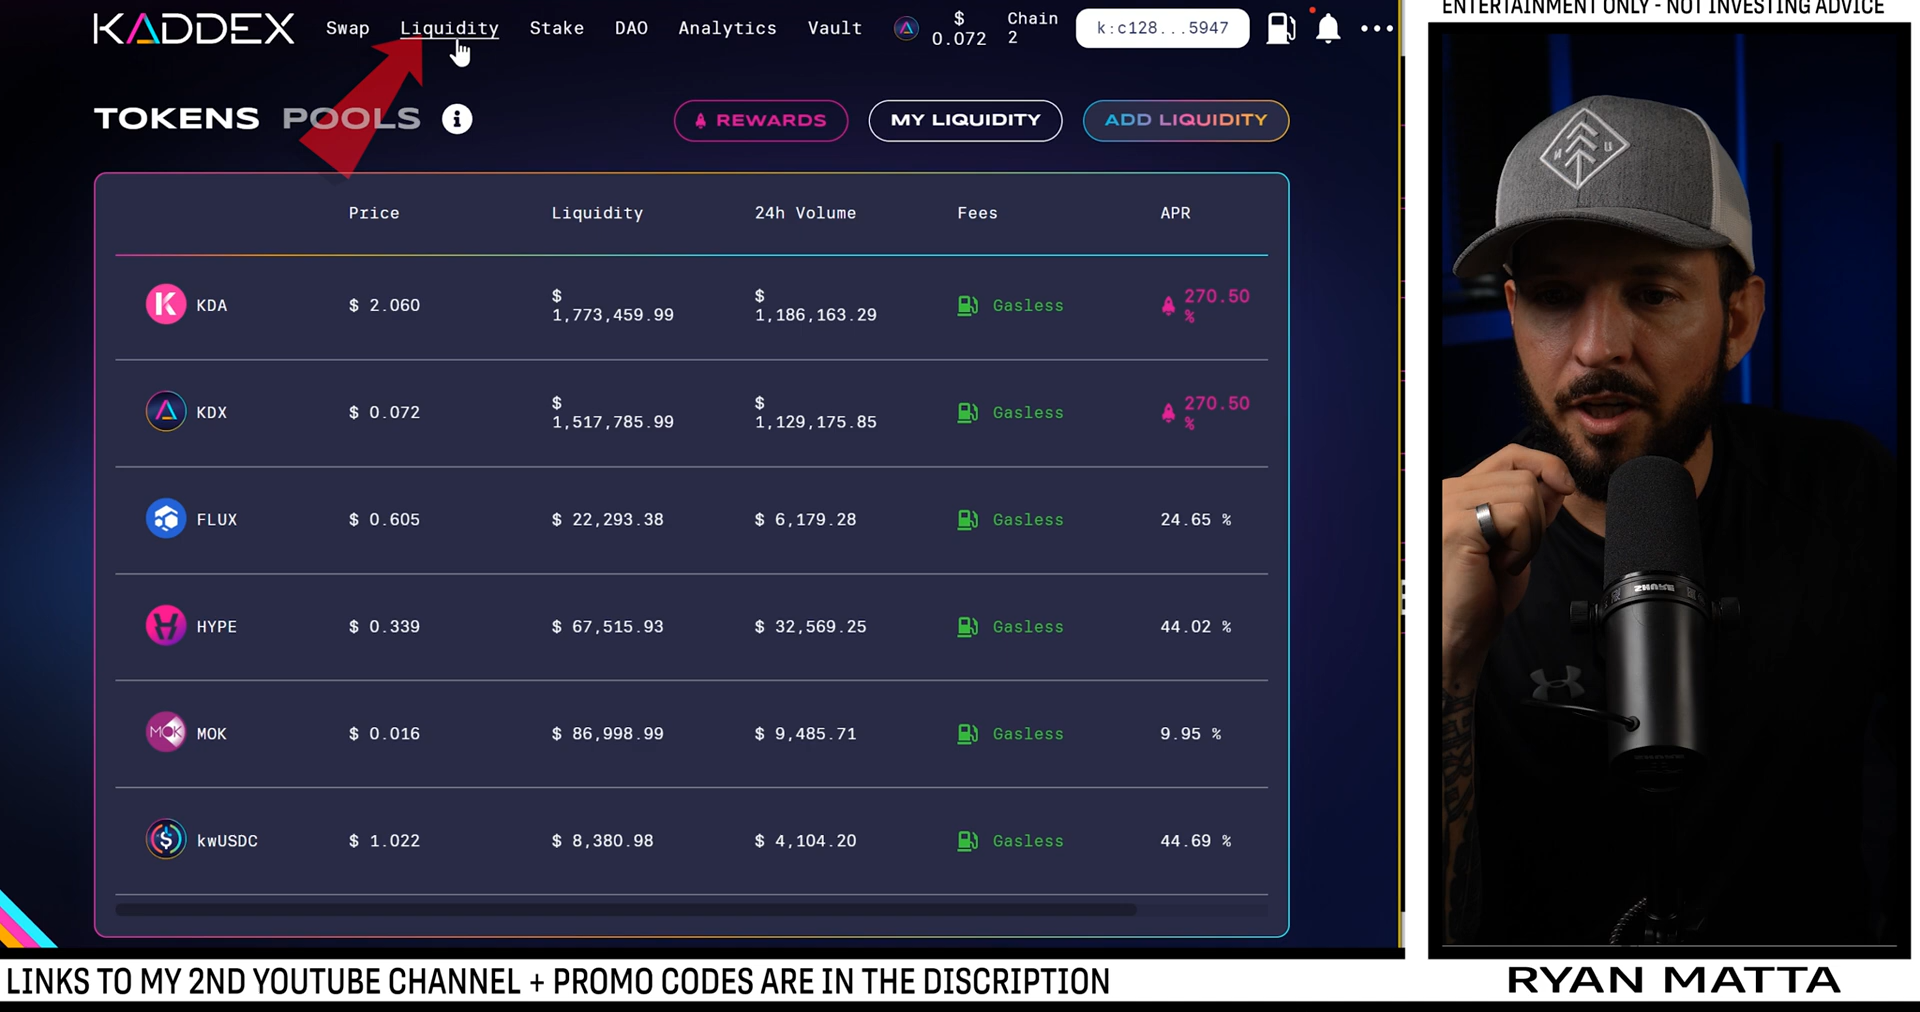 ENTERTAINMENT ONLY - NOT INVESTING ADVICE
KADDEX Swap Liquidity Stake DAO Analytics Vault $ 0.072 Chain 2 k:c128...5947
TOKENS POOLS REWARDS MY LIQUIDITY ADD LIQUIDITY
Price Liquidity 24h Volume Fees APR
KDA $ 2.060 $ 1,773,459.99 $ 1,186,163.29 Gasless 270.50 %
KDX $ 0.072 $ 1,517,785.99 $ 1,129,175.85 Gasless 270.50 %
FLUX $ 0.605 $ 22,293.38 $ 6,179.28 Gasless 24.65 %
HYPE $ 0.339 $ 67,515.93 $ 32,569.25 Gasless 44.02 %
MOK MOK $ 0.016 $ 86,998.99 $ 9,485.71 Gasless 9.95 %
kwUSDC $ 1.022 $ 8,380.98 $ 4,104.20 Gasless 44.69 %
LINKS TO MY 2ND YOUTUBE CHANNEL + PROMO CODES ARE IN THE DISCRIPTION
RYAN MATTA